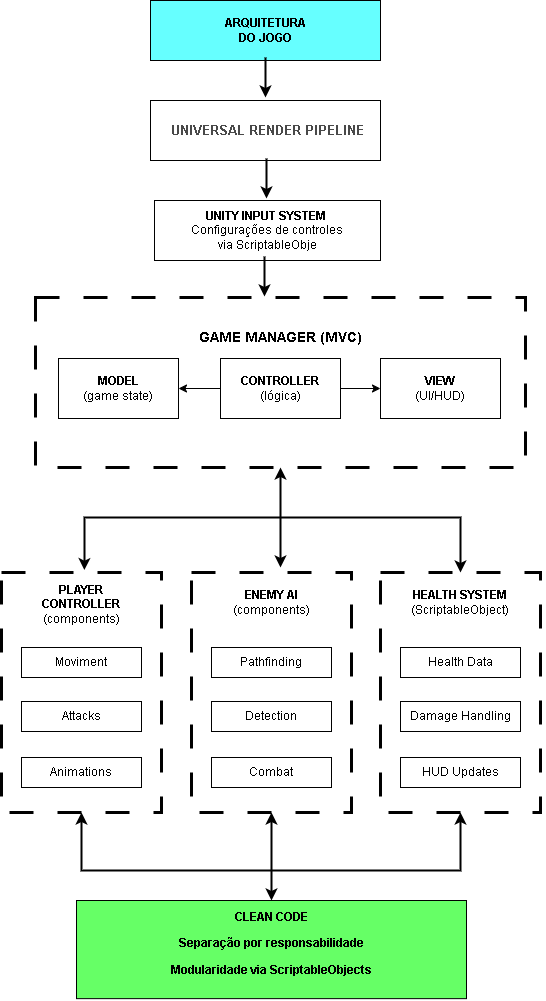 ARQUITETURA
DO JOGO
UNIVERSAL RENDER PIPELINE
UNITY INPUT SYSTEM
Configurações de controles
via ScriptableObje
GAME MANAGER (MVC)
MODEL
(game state)
CONTROLLER
(lógica)
VIEW
(UI/HUD)
PLAYER
CONTROLLER
(components)
Moviment
Attacks
Animations
ENEMY AI
(components)
Pathfinding
Detection
Combat
HEALTH SYSTEM
(ScriptableObject)
Health Data
Damage Handling
HUD Updates
CLEAN CODE
Separação por responsabilidade
Modularidade via ScriptableObjects